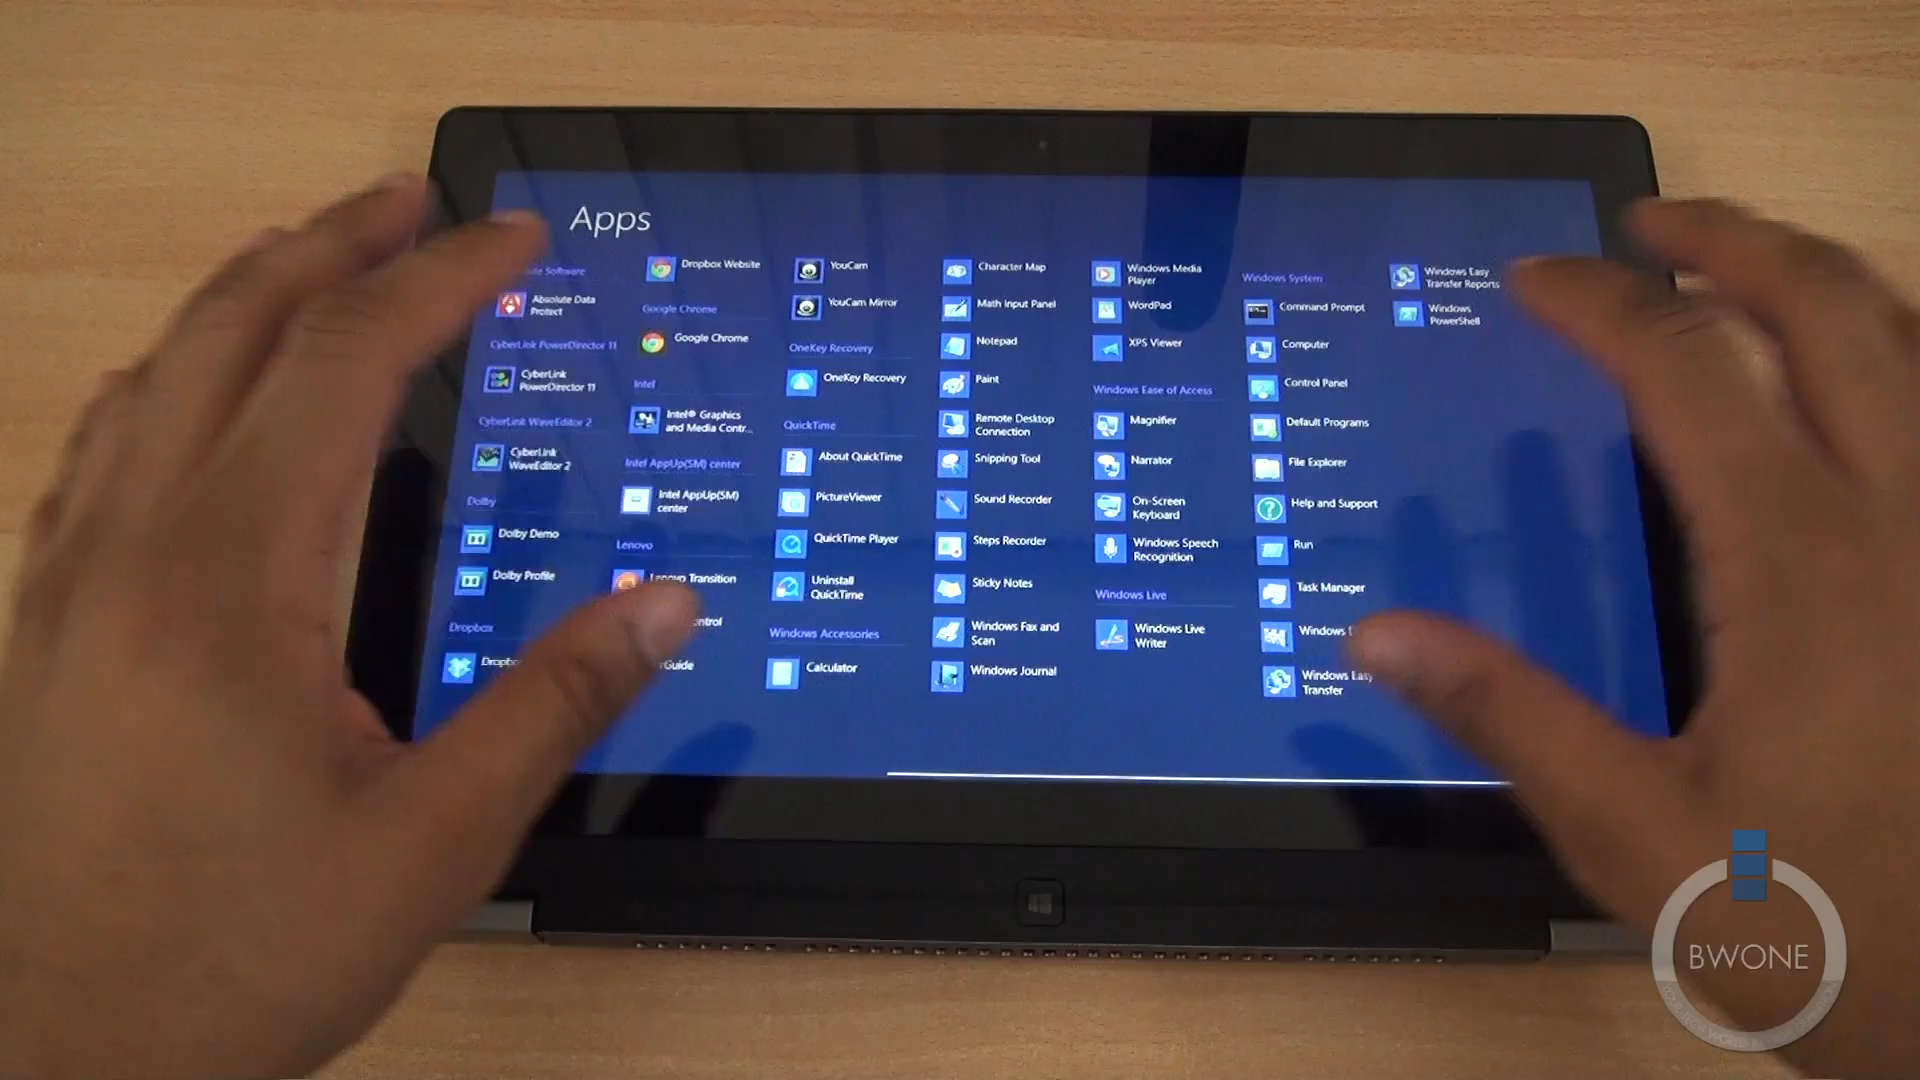 Apps
Software
Absolute Data
Protect
CyberLink PowerDirector 11
CyberLink
PowerDirector 11
CyberLink WaveEditor 2
CyberLink
WaveEditor 2
Dolby
Dolby Demo
Dolby Profile
Dropbox
Dropbox Website
Google Chrome
Google Chrome
Intel
Intel® Graphics
and Media Contr...
Intel AppUp(SM) center
Intel AppUp(SM)
center
Lenovo
Lenovo Transition
YouCam
YouCam Mirror
OneKey Recovery
OneKey Recovery
QuickTime
About QuickTime
PictureViewer
QuickTime Player
Uninstall
QuickTime
Windows Accessories
Calculator
Character Map
Math Input Panel
Notepad
Paint
Remote Desktop
Connection
Snipping Tool
Sound Recorder
Steps Recorder
Sticky Notes
Windows Fax and
Scan
Windows Journal
Windows Media
Player
WordPad
XPS Viewer
Windows Ease of Access
Magnifier
Narrator
On-Screen
Keyboard
Windows Speech
Recognition
Windows Live
Windows Live
Writer
Windows System
Command Prompt
Computer
Control Panel
Default Programs
File Explorer
Help and Support
Run
Task Manager
Windows
Windows Easy
Transfer
Windows Easy
Transfer Reports
Windows
PowerShell
BWONE